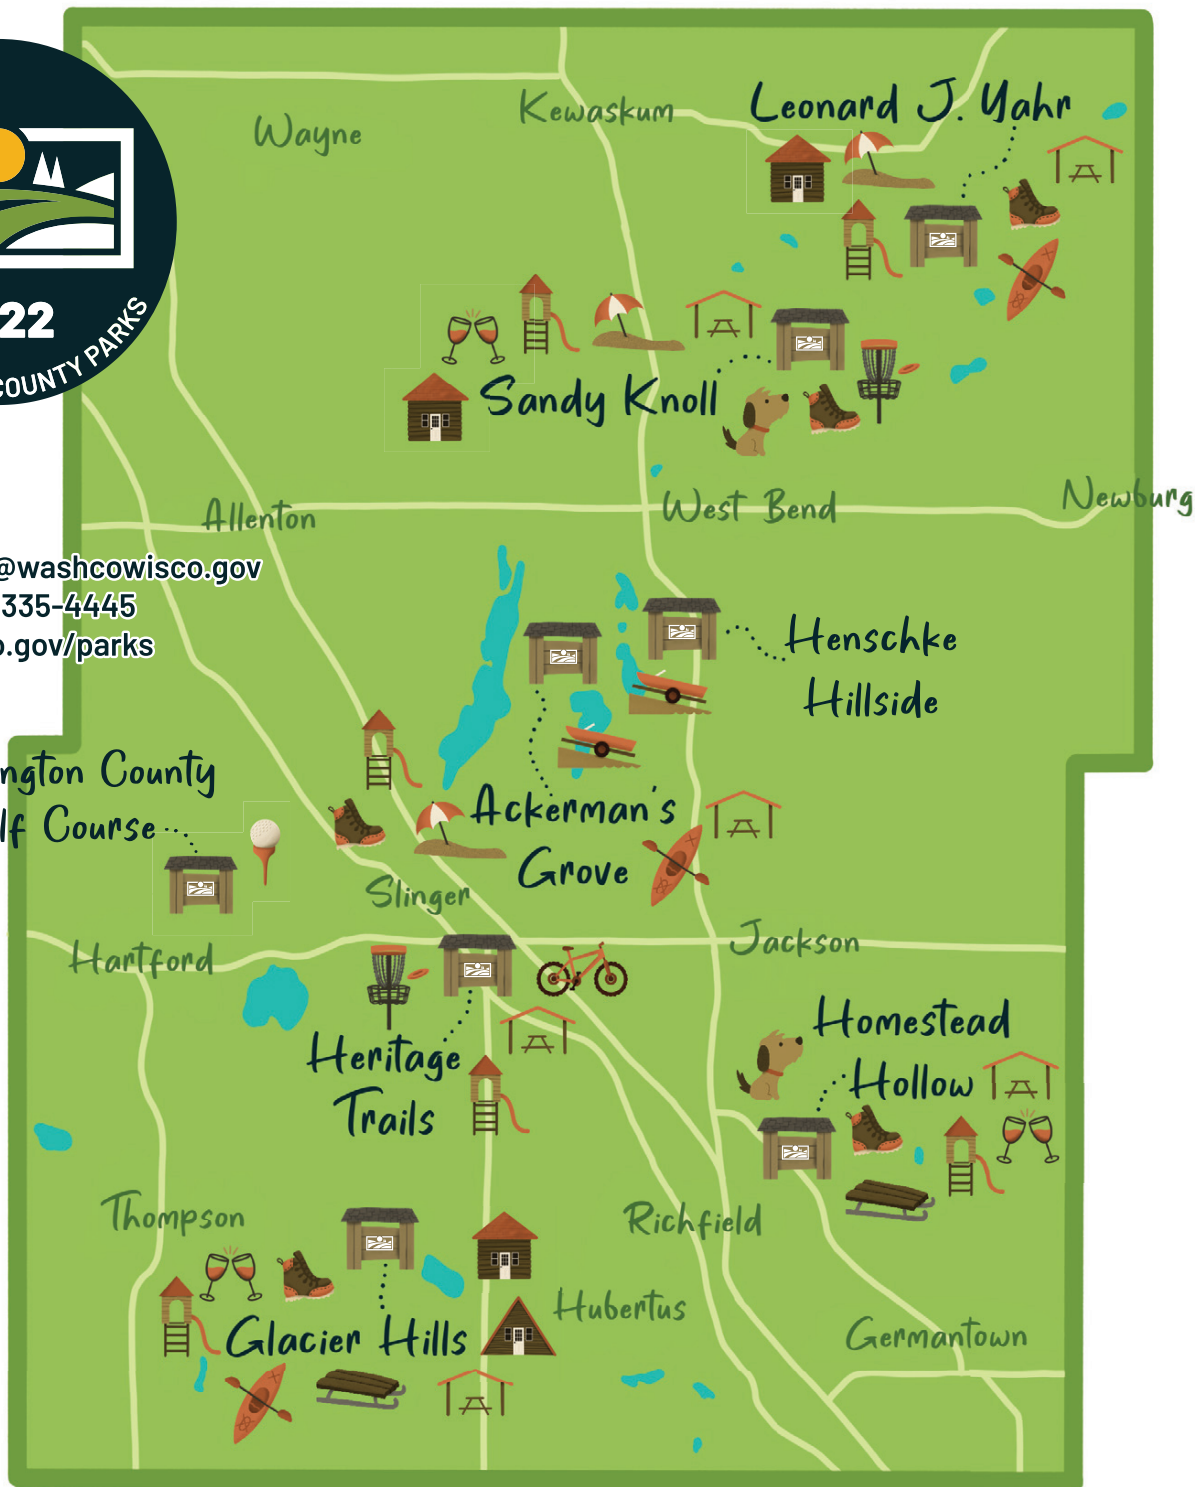 Kewaskum
Leonard J. Yahr
Wayne
22
COUNTY PARKS
Sandy Knoll
Allenton
West Bend
Newburg
@washcowisco.gov
335-4445
.gov/parks
Henschke
Hillside
ngton County
lf Course
Ackerman's
Grove
Slinger
Hartford
Jackson
Heritage
Trails
Homestead
Hollow
Thompson
Richfield
Hubertus
Glacier Hills
Germantown